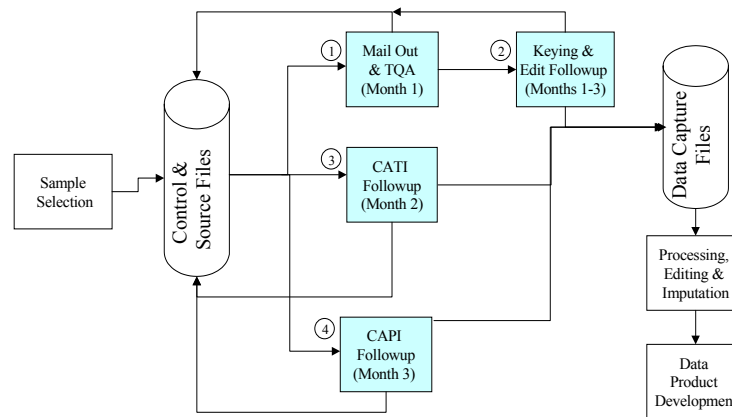 Sample
Selection
Control &
Source Files
1
Mail Out
& TQA
(Month 1)
2
Keying &
Edit Followup
(Months 1-3)
3
CATI
Followup
(Month 2)
4
CAPI
Followup
(Month 3)
Data Capture
Files
Processing,
Editing &
Imputation
Data
Product
Development